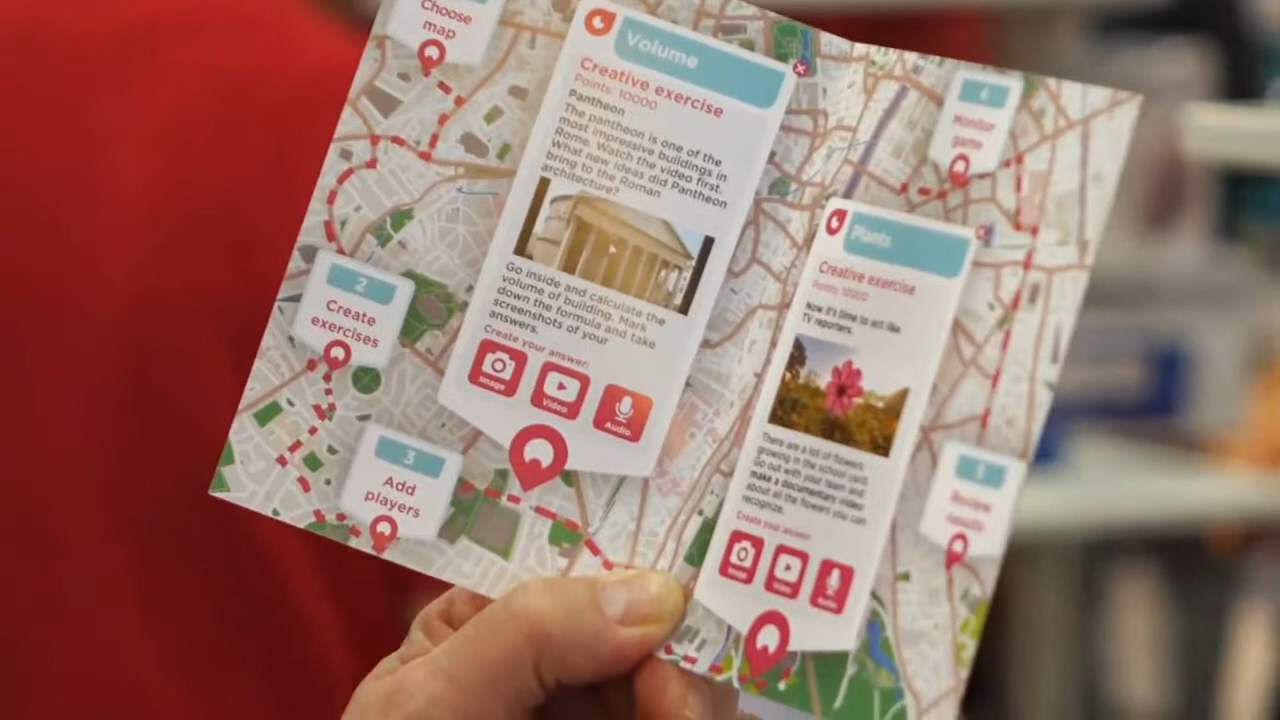 Choose
map
Volume
Creative exercise
Points: 10000
Pantheon
The pantheon is one of the
most impressive buildings in
Rome. Watch the video first.
What new ideas did Pantheon
bring to the Roman
architecture?
Go inside and calculate the
volume of building. Mark
down the formula and take
screenshots of your
answers.
Create your answer:
Image
Video
Audio
2
Create
exercises
3
Add
players
4
Monitor
game
Plants
Creative exercise
Points: 10000
Now it's time to act like
TV reporters.
There are a lot of flowers
growing in the school yard.
Go out with your team and
make a documentary video
about all the flowers you can
recognize.
Create your answer:
Image
Video
Audio
5
Review
results